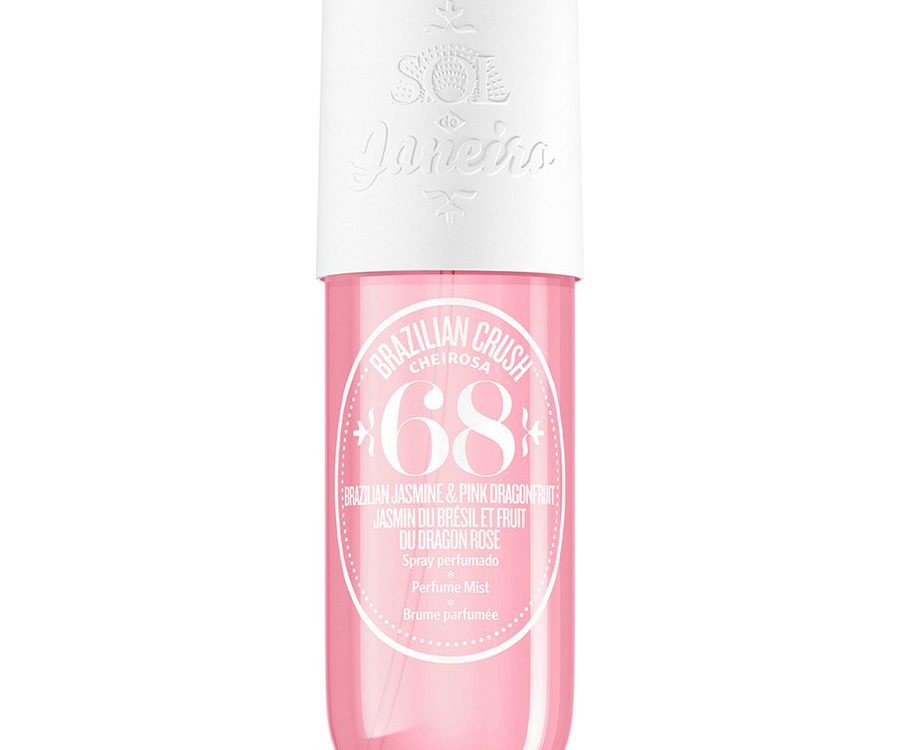 SOL
de
Janeiro
BRAZILIAN CRUSH
CHEIROSA
68
BRAZILIAN JASMINE & PINK DRAGONFRUIT
JASMIN DU BRÉSIL ET FRUIT
DU DRAGON ROSE
Spray perfumado
*
Perfume Mist
*
Brume parfumée